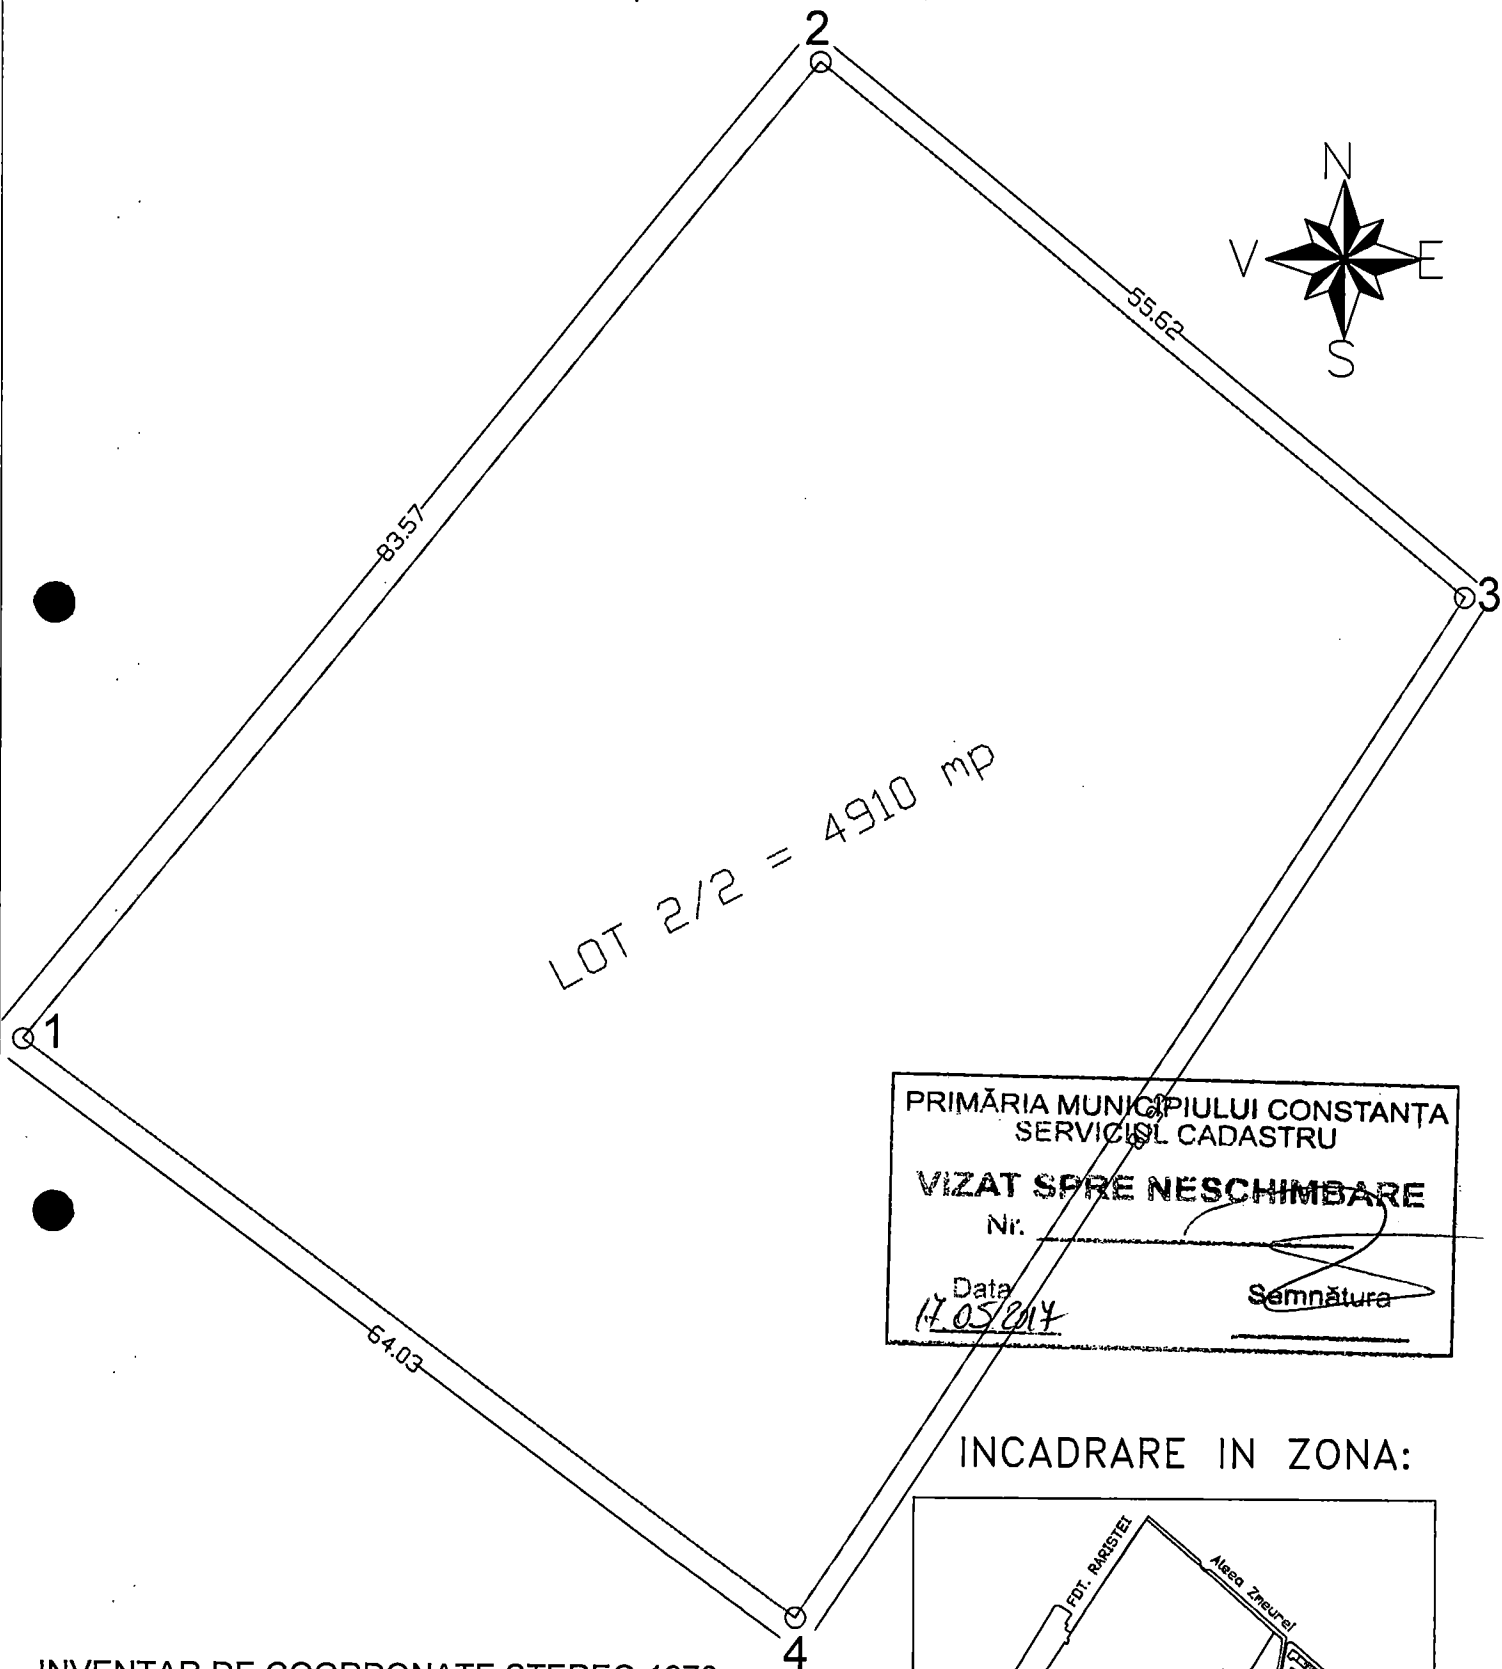 2
N
V E
S
55.62
83.57
3
LOT 2/2 = 4910 mp
1
PRIMĂRIA MUNICIPIULUI CONSTANȚA
SERVICIUL CADASTRU
VIZAT SPRE NESCHIMBARE
Nr.
Data
Semnătura
17.05/2017
64.03
INCADRARE IN ZONA:
FDT. RARISTEI
Aleea Zmeurei
4